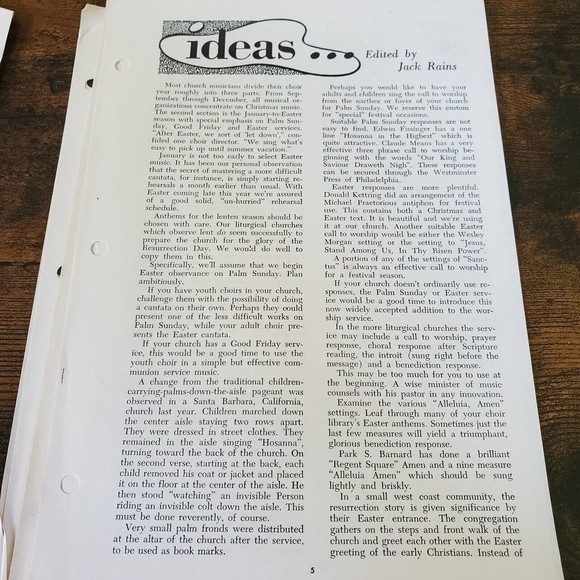 ideas...
Edited by
Jack Rains
Most church musicians divide their choir
year roughly into three parts. From Sep-
tember through December, all musical or-
ganizations concentrate on Christmas music.
The second section is the January-to-Easter
season with special emphasis on Palm Sun-
day, Good Friday and Easter services.
"After Easter, we sort of 'let down'," con-
fided one choir director. "We sing what's
easy to pick up until summer vacation."
January is not too early to select Easter
music. It has been our personal observation
that the secret of mastering a more difficult
cantata, for instance, is simply starting re-
hearsals a month earlier than usual. With
Easter coming late this year we're assured
of a good solid, "un-hurried" rehearsal
schedule.
Anthems for the lenten season should be
chosen with care. Our liturgical churches
which observe lent do seem successfully to
prepare the church for the glory of the
Resurrection Day. We would do well to
copy them in this.
Specifically, we'll assume that we begin
Easter observance on Palm Sunday. Plan
ambitiously.
If you have youth choirs in your church,
challenge them with the possibility of doing
a cantata on their own. Perhaps they could
present one of the less difficult works on
Palm Sunday, while your adult choir pre-
sents the Easter cantata.
If your church has a Good Friday serv-
ice, this would be a good time to use the
youth choir in a simple but effective com-
munion service music.
A change from the traditional children-
carrying-palms-down-the-aisle pageant was
observed in a Santa Barbara, California,
church last year. Children marched down
the center aisle staying two rows apart.
They were dressed in street clothes. They
remained in the aisle singing "Hosanna",
turning toward the back of the church. On
the second verse, starting at the back, each
child removed his coat or jacket and placed
it on the floor at the center of the aisle. He
then stood "watching" an invisible Person
riding an invisible colt down the aisle. This
must be done reverently, of course.
Very small palm fronds were distributed
at the altar of the church after the service,
to be used as book marks.
Perhaps you would like to have your
adults and children sing the call to worship
from the narthex or foyer of your church
for Palm Sunday. We reserve this custom
for "special" festival occasions.
Suitable Palm Sunday responses are not
easy to find. Edwin Fissinger has a one
line "Hosanna in the Highest" which is
quite attractive. Claude Means has a very
effective three phrase call to worship be-
ginning with the words "Our King and
Saviour Draweth Nigh". These responses
can be secured through the Westminster
Press of Philadelphia.
Easter responses are more plentiful.
Donald Kettring did an arrangement of the
Michael Praetorious antiphon for festival
use. This contains both a Christmas and
Easter text. It is beautiful and we're using
it at our church. Another suitable Easter
call to worship would be either the Wesley
Morgan setting or the setting to "Jesus,
Stand Among Us, In Thy Risen Power".
A portion of any of the settings of "Sanc-
tus" is always an effective call to worship
for a festival season.
If your church doesn't ordinarily use re-
sponses, the Palm Sunday or Easter serv-
ice would be a good time to introduce this
now widely accepted addition to the wor-
ship service.
In the more liturgical churches the serv-
ice may include a call to worship, prayer
response, choral response after Scripture
reading, the introit (sung right before the
message) and a benediction response.
This may be too much for you to use at
the beginning. A wise minister of music
counsels with his pastor in any innovation.
Examine the various "Alleluia, Amen"
settings. Leaf through many of your choir
library's Easter anthems. Sometimes just the
last few measures will yield a triumphant,
glorious benediction response.
Park S. Barnard has done a brilliant
"Regent Square" Amen and a nine measure
"Alleluia Amen" which should be sung
lightly and briskly.
In a small west coast community, the
resurrection story is given significance by
their Easter entrance. The congregation
gathers on the steps and front walk of the
church and greet each other with the Easter
greeting of the early Christians. Instead of
5